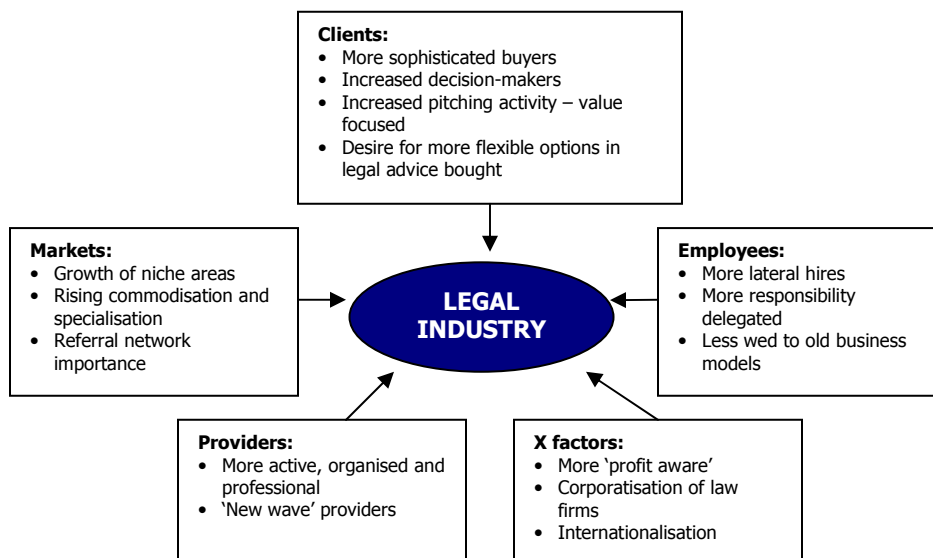 Clients:
• More sophisticated buyers
• Increased decision-makers
• Increased pitching activity – value
focused
• Desire for more flexible options in
legal advice bought
Markets:
• Growth of niche areas
• Rising commodisation and
specialisation
• Referral network
importance
LEGAL
INDUSTRY
Employees:
• More lateral hires
• More responsibility
delegated
• Less wed to old business
models
Providers:
• More active, organised and
professional
• ‘New wave’ providers
X factors:
• More ‘profit aware’
• Corporatisation of law
firms
• Internationalisation